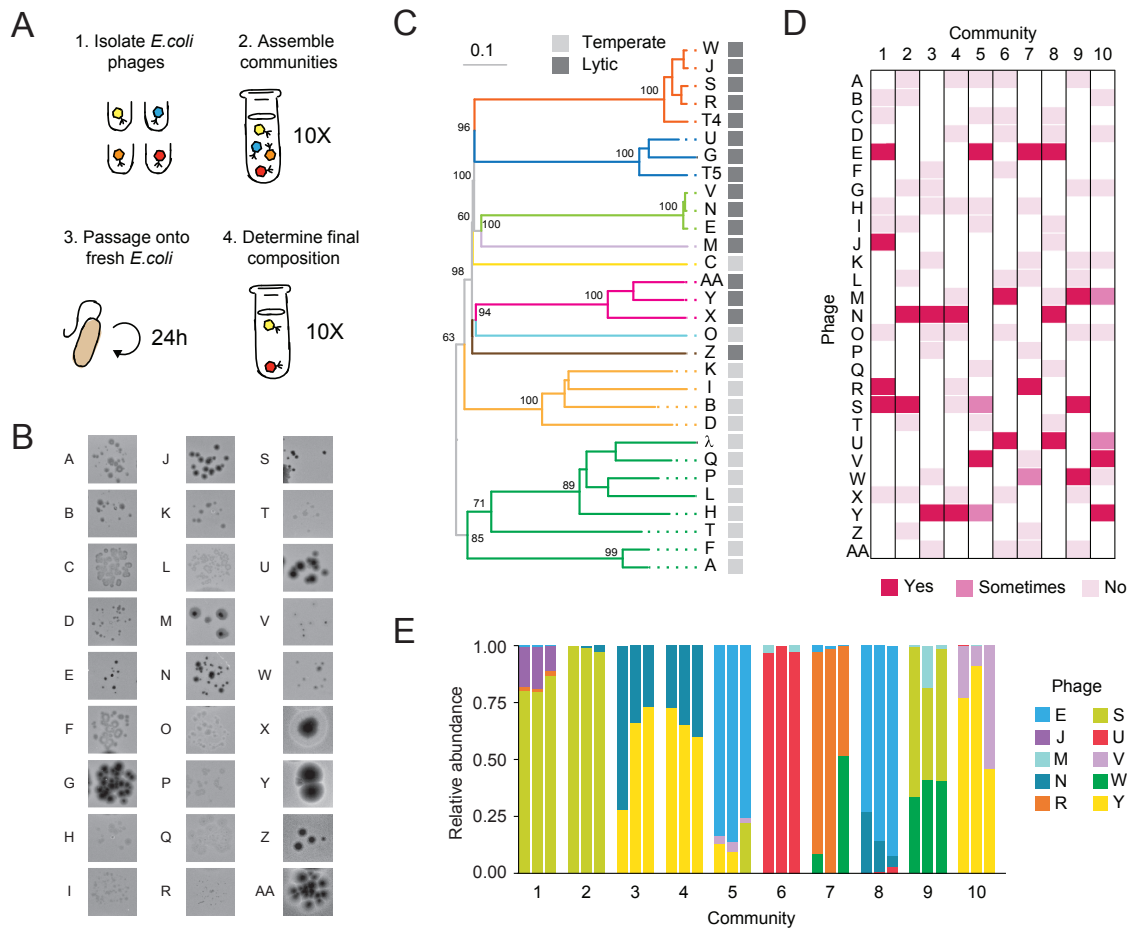 A
1. Isolate E.coli
phages
2. Assemble
communities
10X
3. Passage onto
fresh E.coli
24h
4. Determine final
composition
10X
B
A
J
S
B
K
T
C
L
U
D
M
V
E
N
W
F
O
X
G
P
Y
H
Q
Z
I
R
AA
C
0.1
Temperate
Lytic
W
J
S
R
T4
U
G
T5
V
N
E
M
C
AA
Y
X
O
Z
K
I
B
D
λ
Q
P
L
H
T
F
A
100
96
100
100
100
60
100
98
100
94
63
100
89
71
85
99
D
Community
1 2 3 4 5 6 7 8 9 10
Phage
A
B
C
D
E
F
G
H
I
J
K
L
M
N
O
P
Q
R
S
T
U
V
W
X
Y
Z
AA
Yes
Sometimes
No
E
Relative abundance
1.00
0.75
0.50
0.25
0.00
1 2 3 4 5 6 7 8 9 10
Community
Phage
E S
J U
M V
N W
R Y